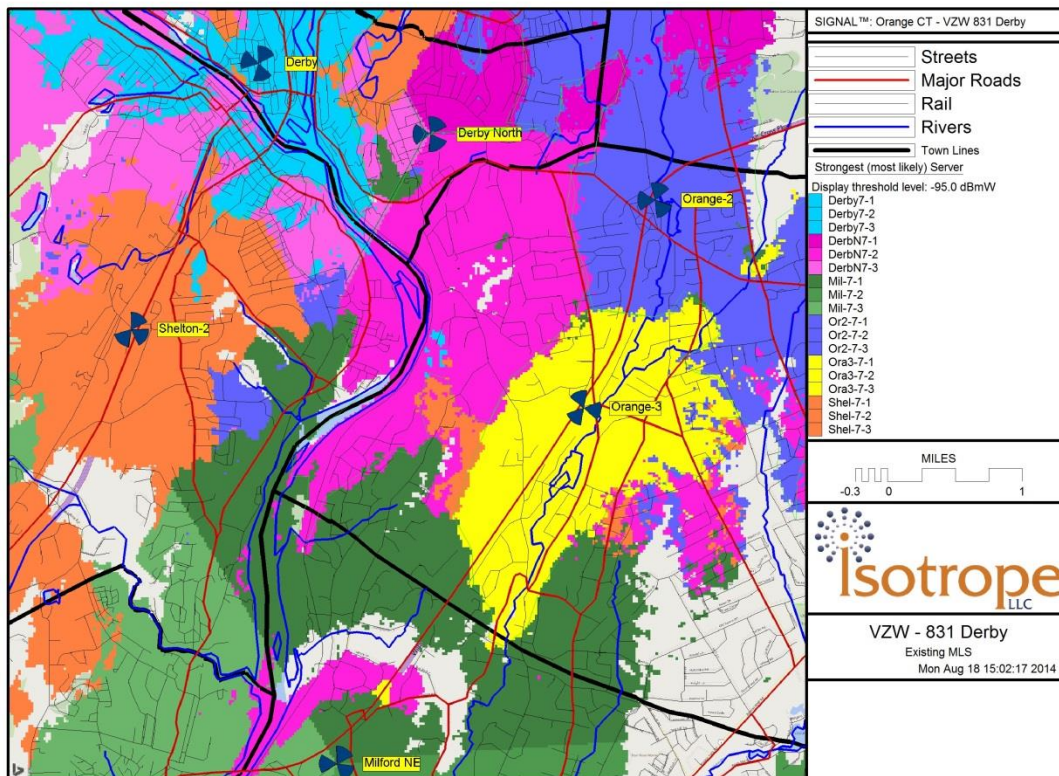 Derby
Derby North
Orange-2
Shelton-2
Orange-3
Milford NE
SIGNAL™: Orange CT - VZW 831 Derby
Streets
Major Roads
Rail
Rivers
Town Lines
Strongest (most likely) Server
Display threshold level: -95.0 dBmW
Derby7-1
Derby7-2
Derby7-3
DerbN7-1
DerbN7-2
DerbN7-3
Mil-7-1
Mil-7-2
Mil-7-3
Or2-7-1
Or2-7-2
Or2-7-3
Ora3-7-1
Ora3-7-2
Ora3-7-3
Shel-7-1
Shel-7-2
Shel-7-3
MILES
-0.3 0 1
Isotrope
LLC
VZW - 831 Derby
Existing MLS
Mon Aug 18 15:02:17 2014